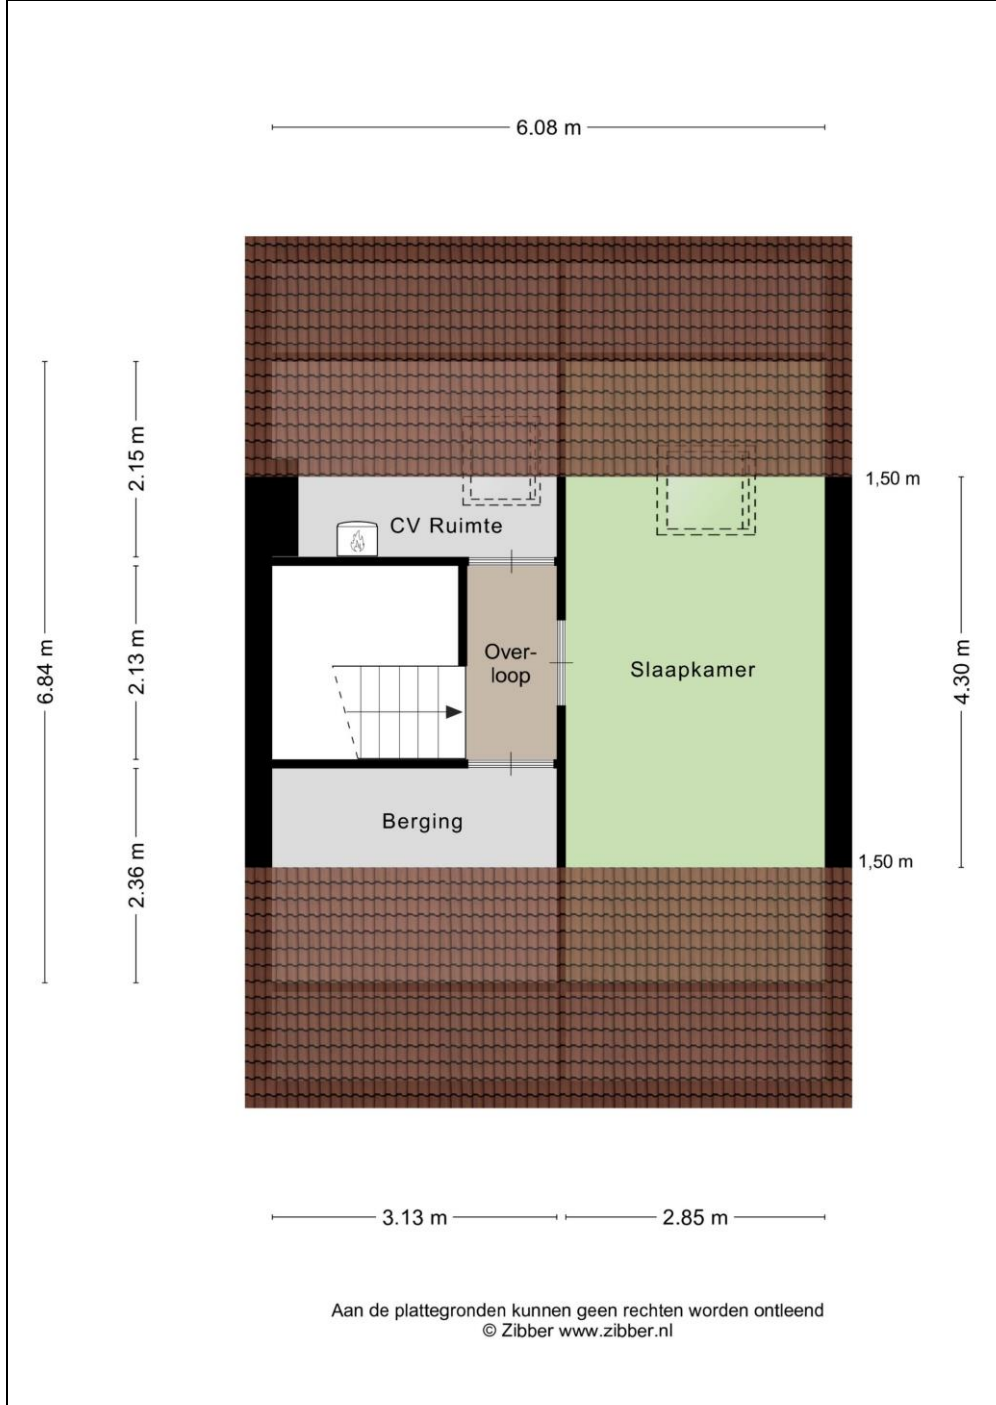 6.08 m
2.15 m
1,50 m
CV Ruimte
6.84 m
2.13 m
Over-
loop
Slaapkamer
4.30 m
Berging
2.36 m
1,50 m
3.13 m
2.85 m
Aan de plattegronden kunnen geen rechten worden ontleend
© Zibber www.zibber.nl